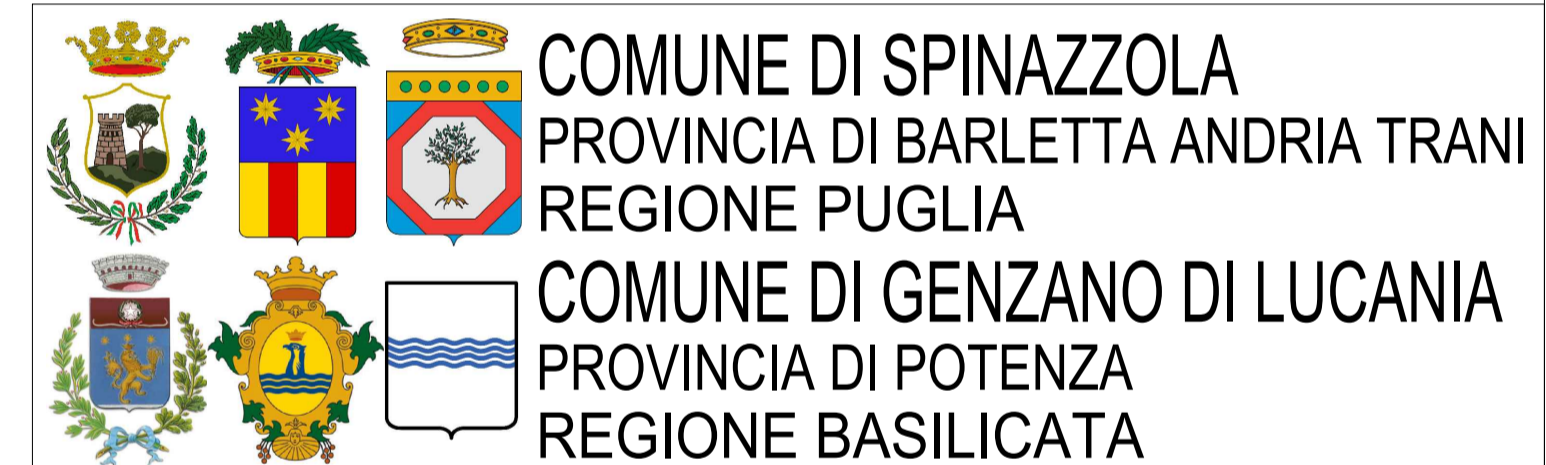 COMUNE DI SPINAZZOLA
PROVINCIA DI BARLETTA ANDRIA TRANI
REGIONE PUGLIA
COMUNE DI GENZANO DI LUCANIA
PROVINCIA DI POTENZA
REGIONE BASILICATA